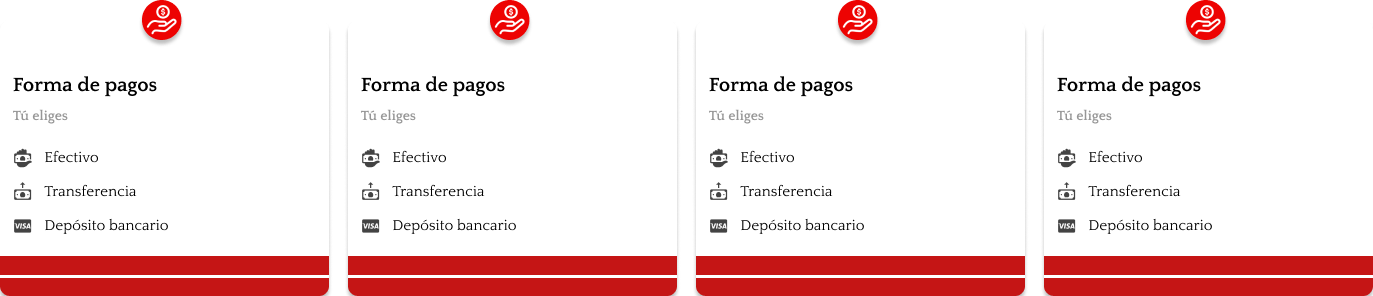 Forma de pagos
Tú eliges
Efectivo
Transferencia
VISA Depósito bancario
Forma de pagos
Tú eliges
Efectivo
Transferencia
VISA Depósito bancario
Forma de pagos
Tú eliges
Efectivo
Transferencia
VISA Depósito bancario
Forma de pagos
Tú eliges
Efectivo
Transferencia
VISA Depósito bancario